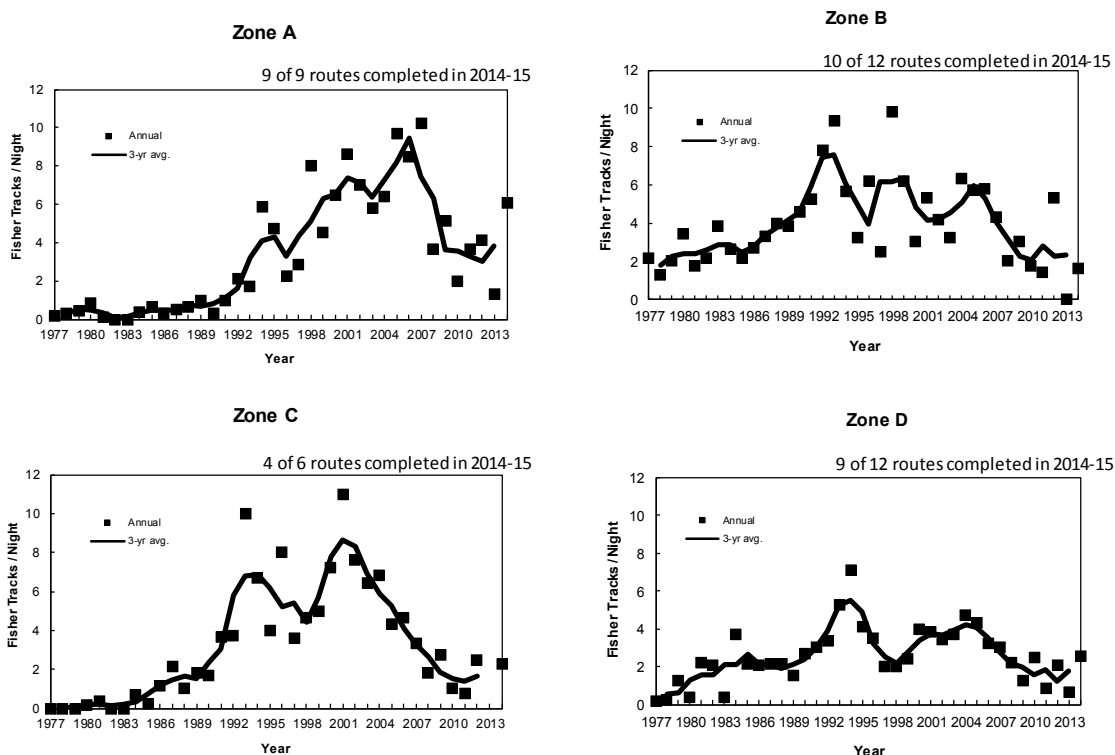 Zone A
9 of 9 routes completed in 2014-15
Fisher Tracks / Night
12
10
8
6
4
2
0
Annual
3-yr avg.
1977 1980 1983 1986 1989 1992 1995 1998 2001 2004 2007 2010 2013
Year
Zone B
10 of 12 routes completed in 2014-15
Fisher Tracks / Night
12
10
8
6
4
2
0
Annual
3-yr avg.
1977 1980 1983 1986 1989 1992 1995 1998 2001 2004 2007 2010 2013
Year
Zone C
4 of 6 routes completed in 2014-15
Fisher Tracks / Night
12
10
8
6
4
2
0
Annual
3-yr avg.
1977 1980 1983 1986 1989 1992 1995 1998 2001 2004 2007 2010 2013
Year
Zone D
9 of 12 routes completed in 2014-15
Fisher Tracks / Night
12
10
8
6
4
2
0
Annual
3-yr avg.
1977 1980 1983 1986 1989 1992 1995 1998 2001 2004 2007 2010 2013
Year